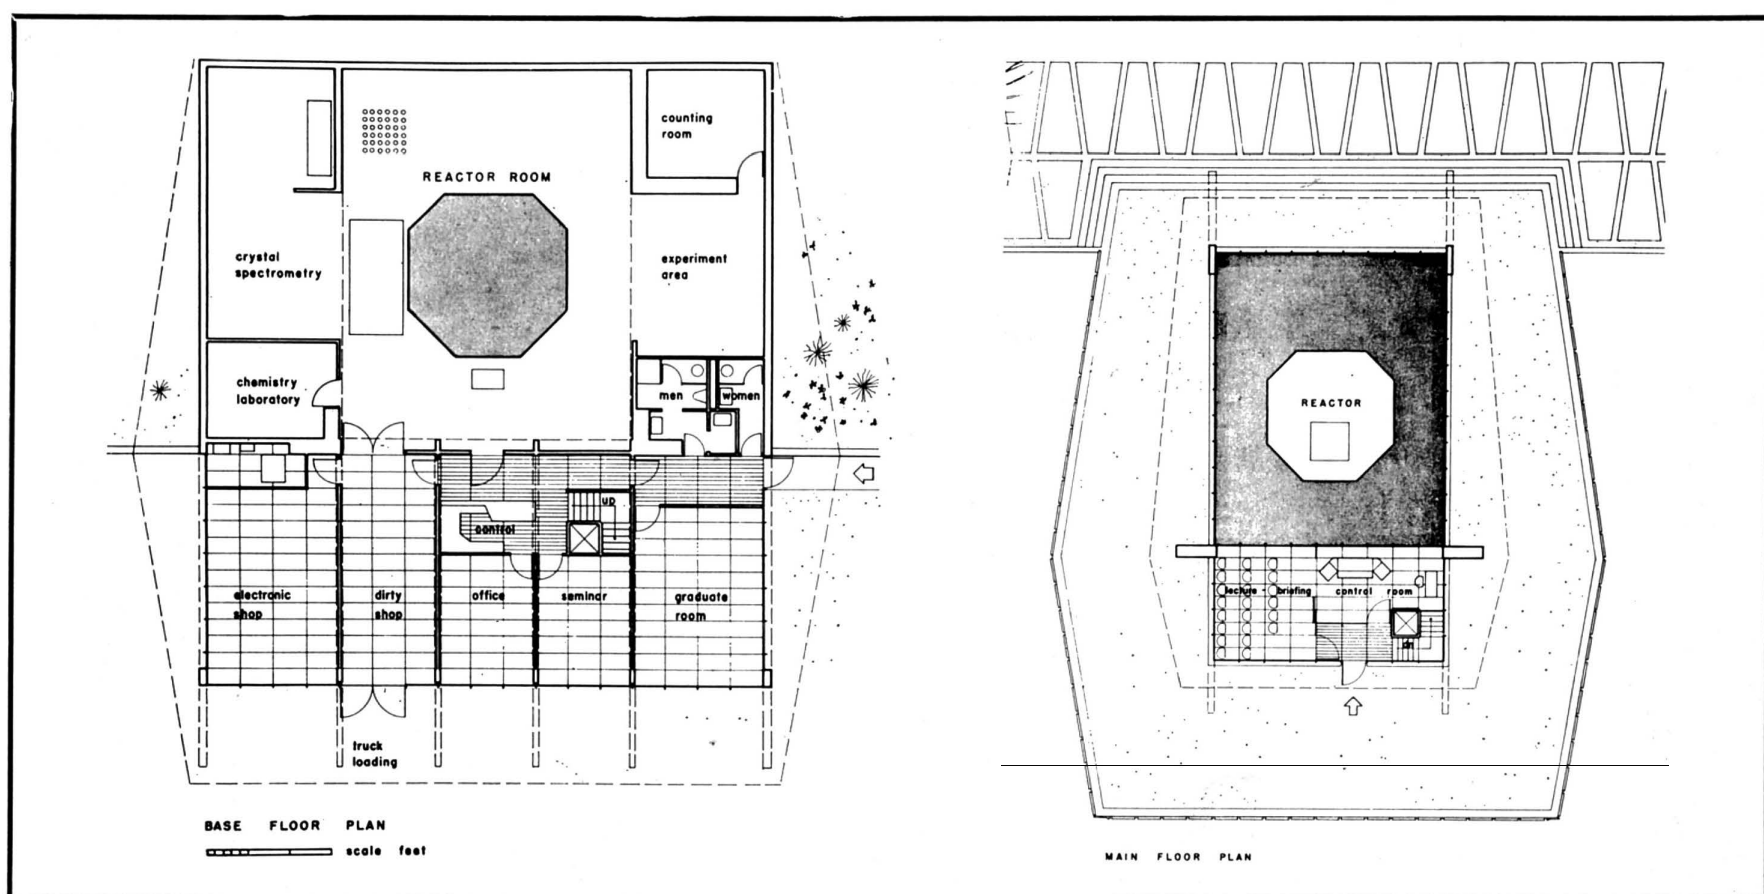 counting
room
REACTOR ROOM
crystal
spectrometry
experiment
area
chemistry
laboratory
men
women
up
control
electronic
shop
dirty
shop
office
seminar
graduate
room
truck
loading
BASE FLOOR PLAN
scale feet
REACTOR
lecture - briefing
control room
dn
MAIN FLOOR PLAN